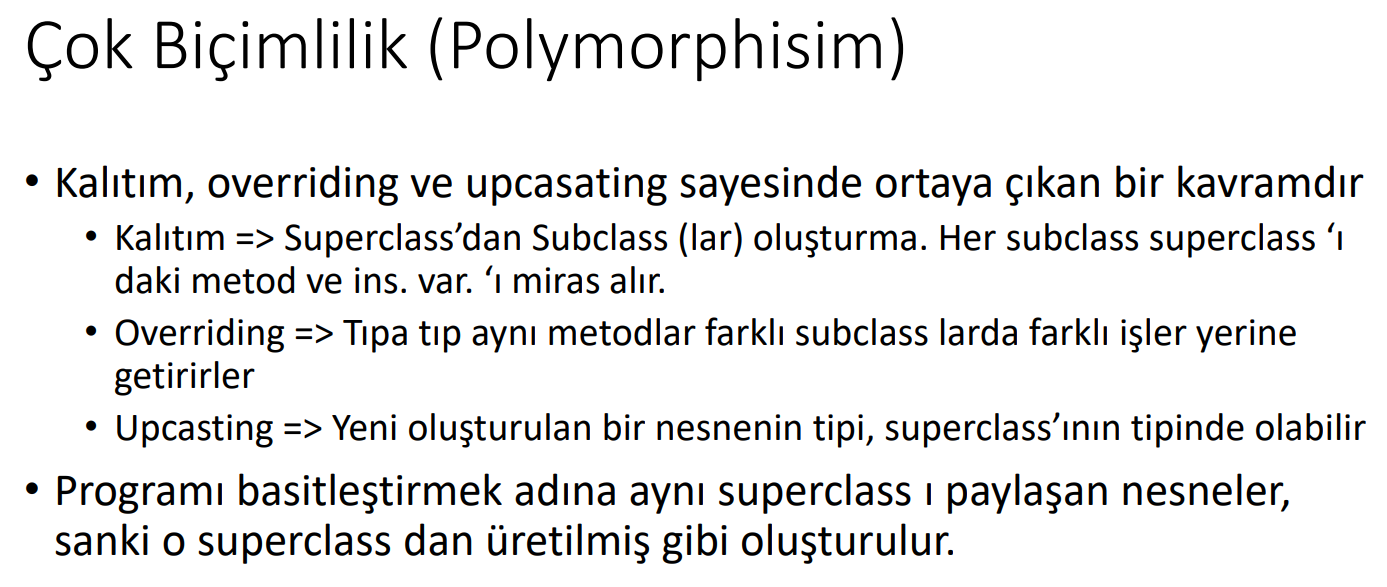 Çok Biçimlilik (Polymorphisim)
• Kalıtım, overriding ve upcasating sayesinde ortaya çıkan bir kavramdır
• Kalıtım => Superclass’dan Subclass (lar) oluşturma. Her subclass superclass ‘ı
daki metod ve ins. var. ‘ı miras alır.
• Overriding => Tıpa tıp aynı metodlar farklı subclass larda farklı işler yerine
getirirler
• Upcasting => Yeni oluşturulan bir nesnenin tipi, superclass’ının tipinde olabilir
• Programı basitleştirmek adına aynı superclass ı paylaşan nesneler,
sanki o superclass dan üretilmiş gibi oluşturulur.